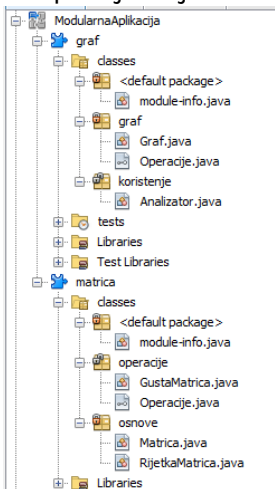 ModularnaAplikacija
graf
classes
<default package>
module-info.java
graf
Graf.java
Operacije.java
koristenje
Analizator.java
tests
Libraries
Test Libraries
matrica
classes
<default package>
module-info.java
operacije
GustaMatrica.java
Operacije.java
osnove
Matrica.java
RijetkaMatrica.java
Libraries